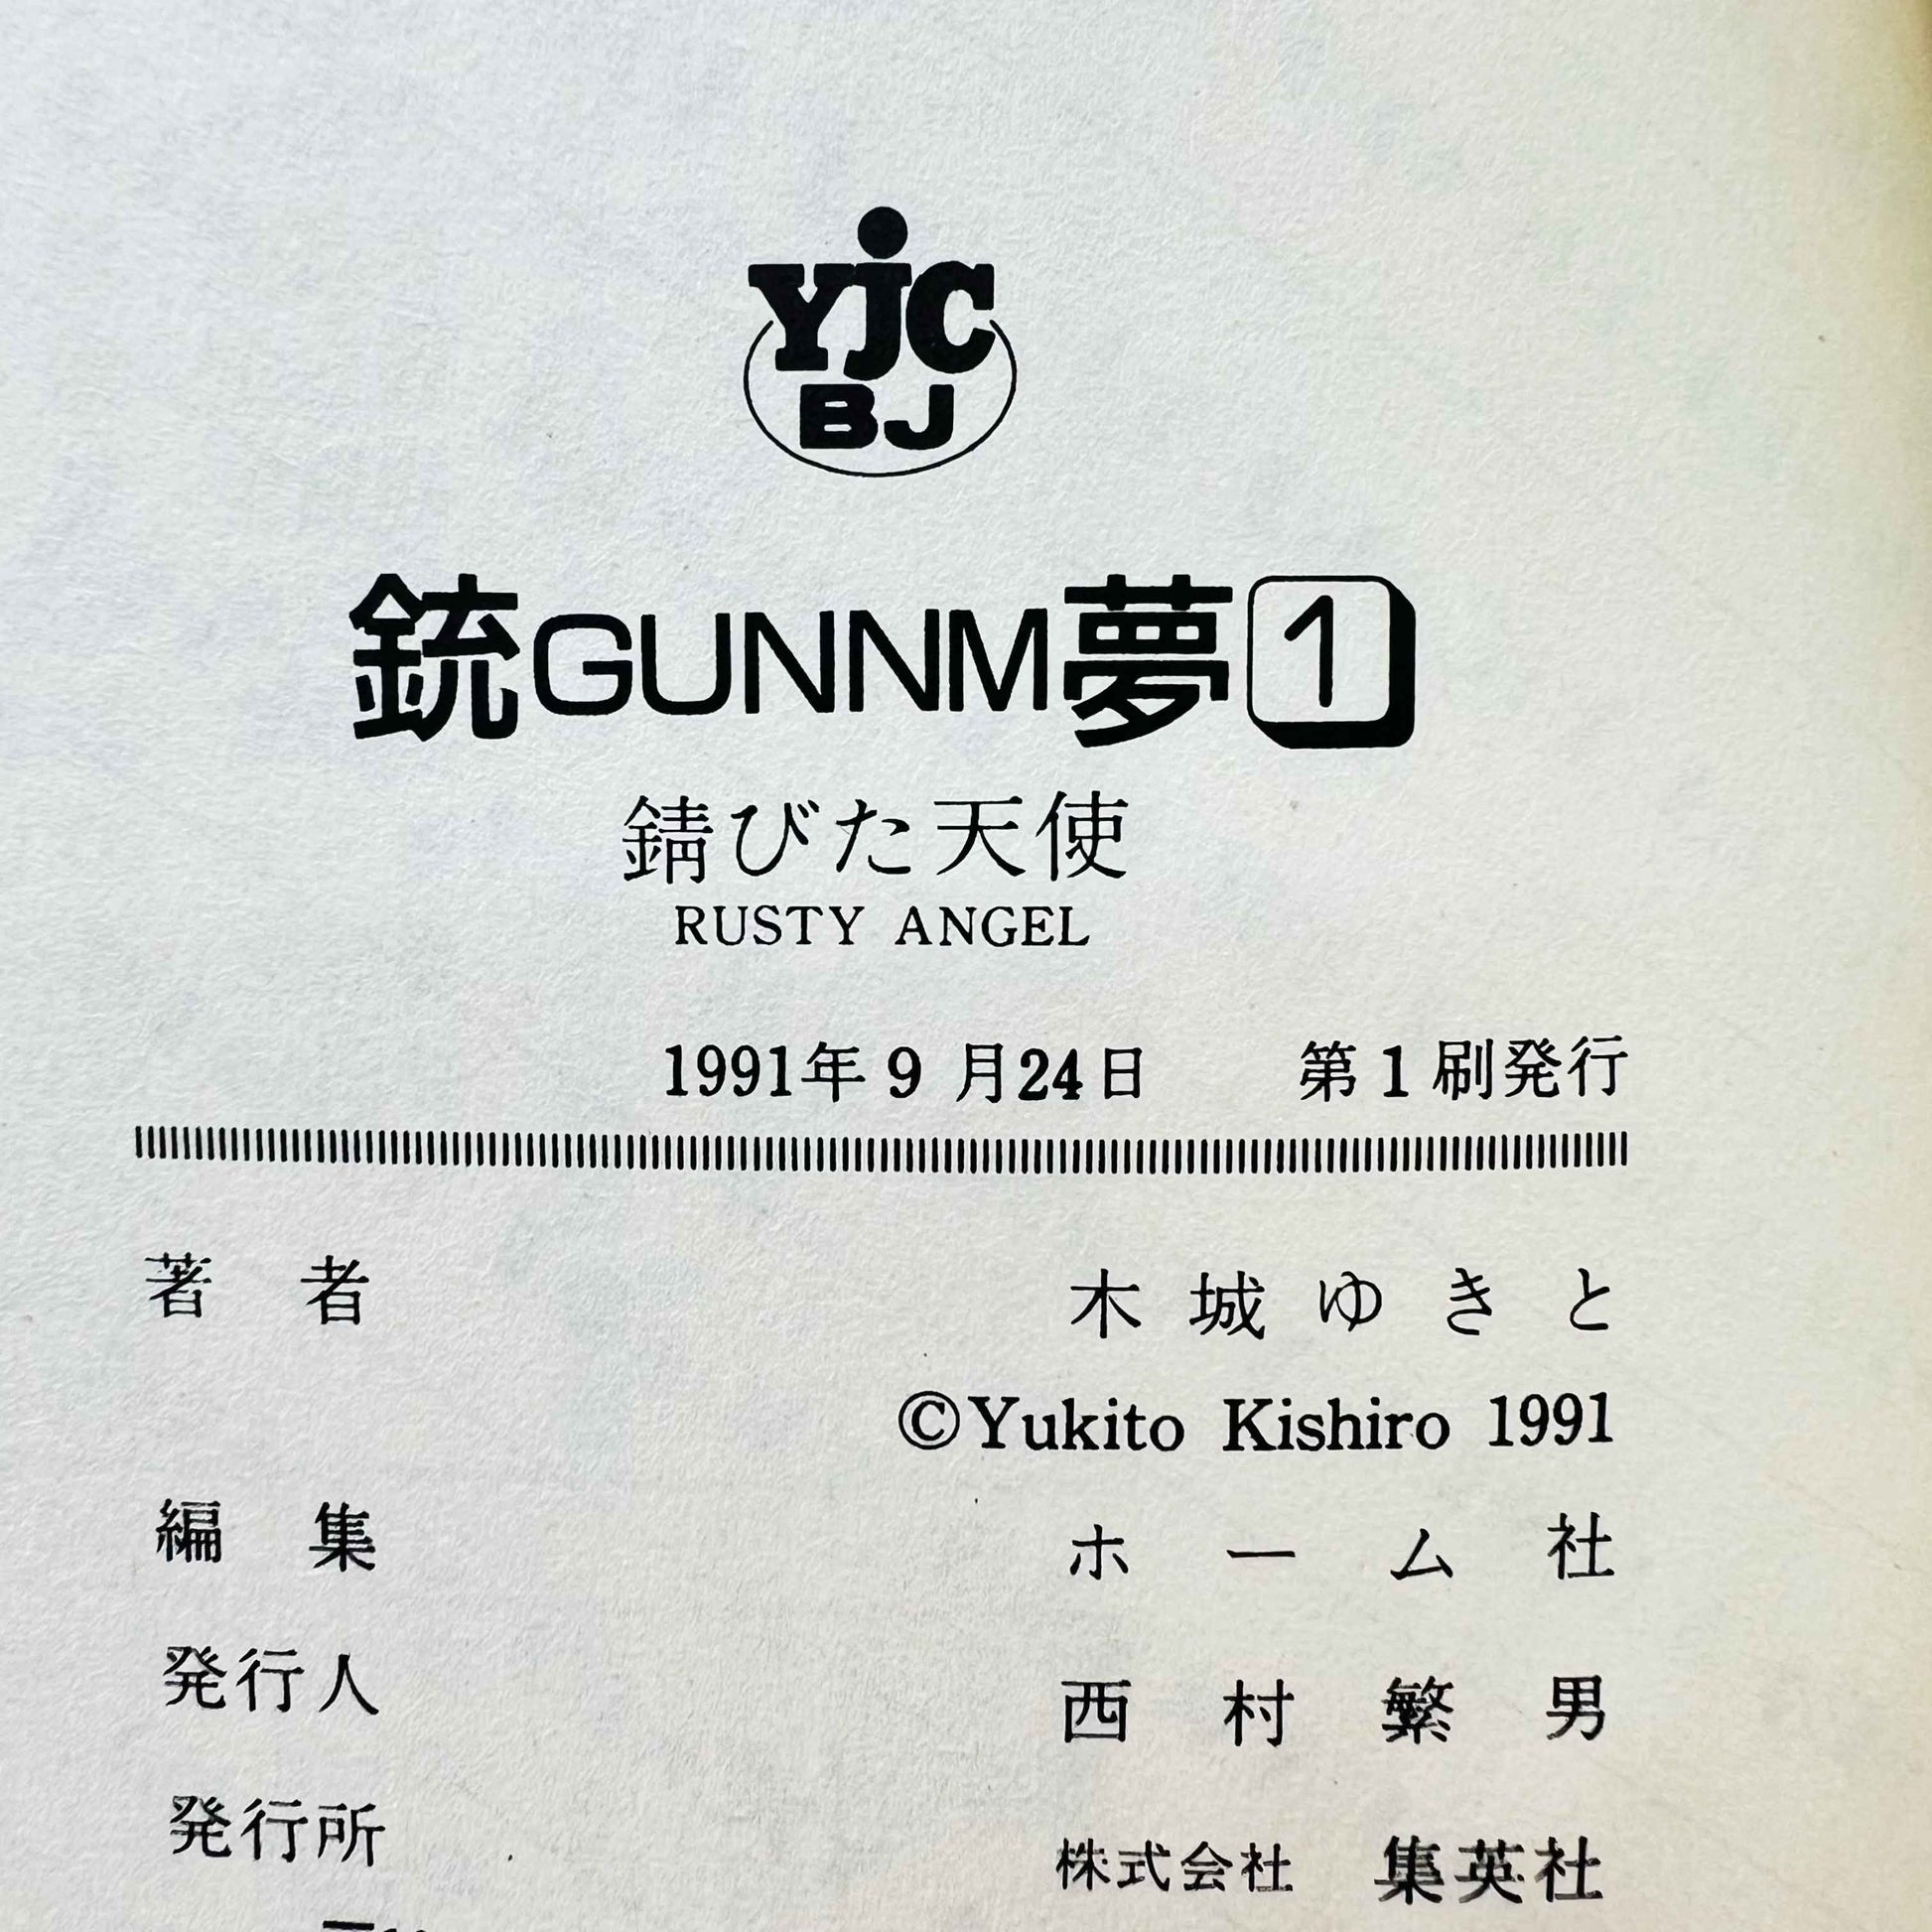 YJC
BJ
銃GUNNM夢1
錆びた天使
RUSTY ANGEL
1991年9月24日 第1刷発行
著者 木城ゆきと
©Yukito Kishiro 1991
編集 ホーム社
発行人 西村繁男
発行所 株式会社 集英社